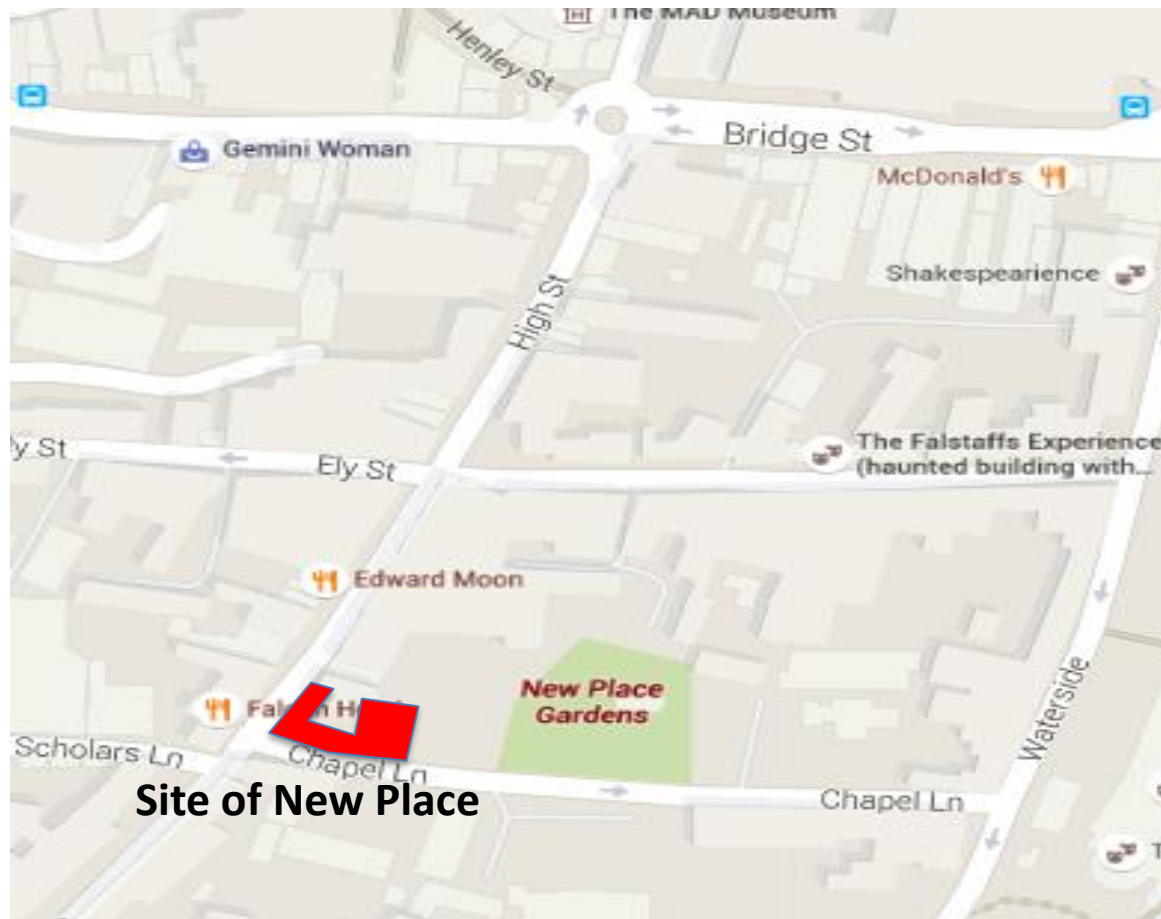 The MAD Museum
Henley St
Bridge St
Gemini Woman
McDonald's
Shakespearience
High St
y St
Ely St
The Falstaffs Experience
(haunted building with...
Edward Moon
New Place
Gardens
Waterside
Scholars Ln
Chapel Ln
Chapel Ln
Site of New Place
T